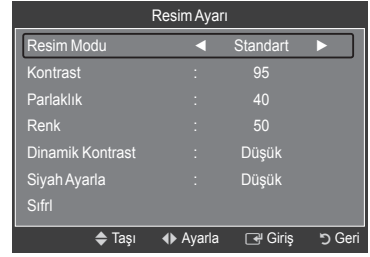 Resim Ayarı
Resim Modu ◄ Standart ►
Kontrast : 95
Parlaklık : 40
Renk : 50
Dinamik Kontrast : Düşük
Siyah Ayarla : Düşük
Sıfrl
Taşı Ayarla Giriş Geri